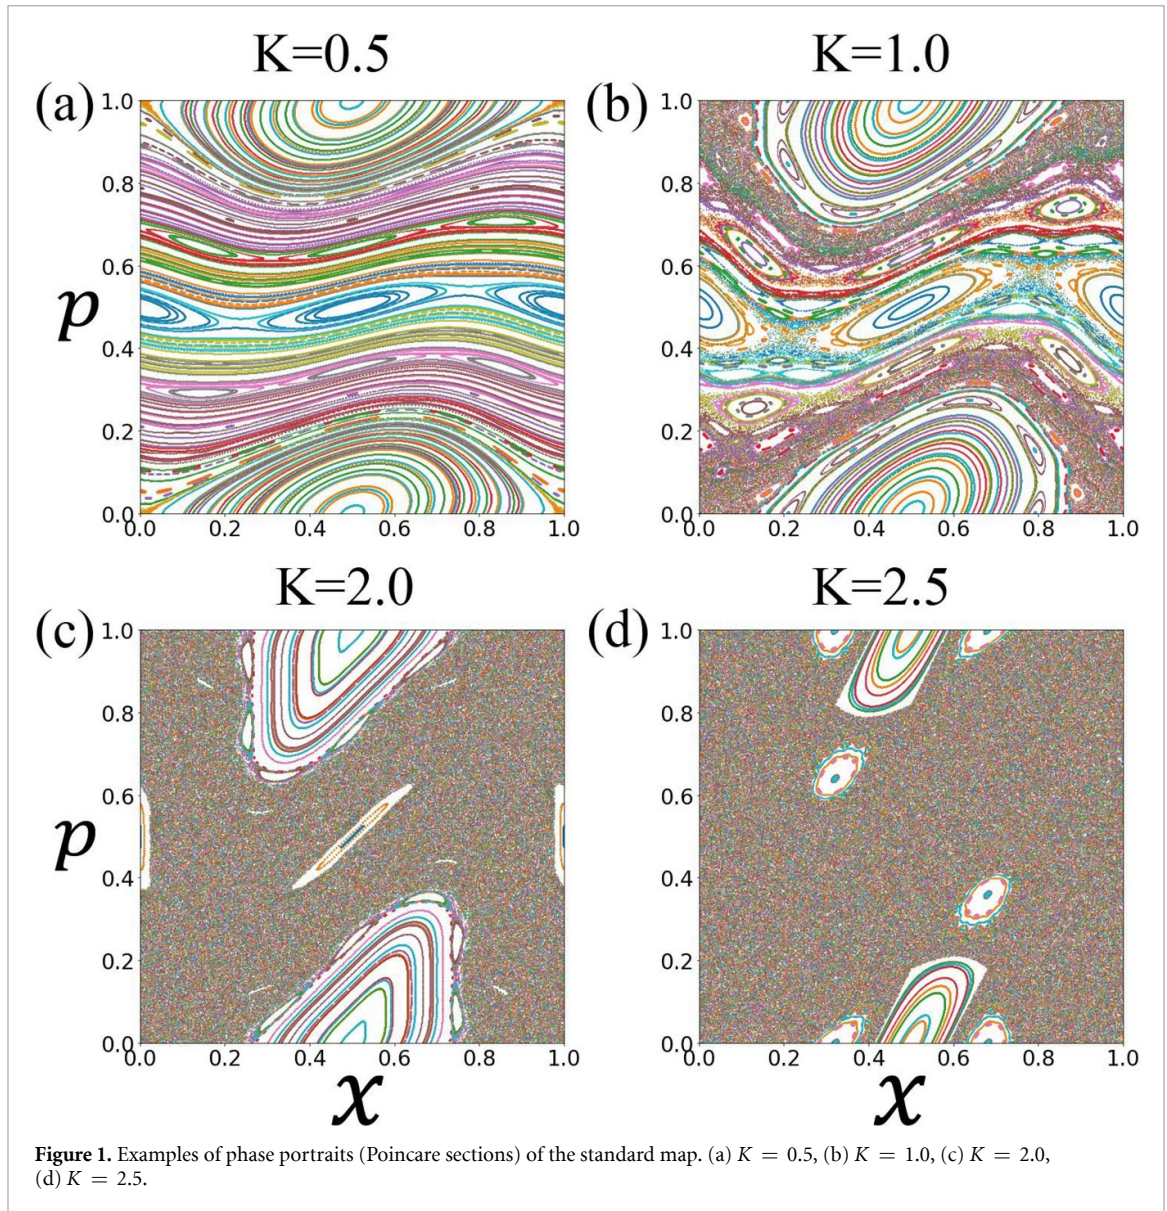 K=0.5
K=1.0
(a)
(b)
1.0
0.8
0.6
0.4
0.2
0.0
p
0.0 0.2 0.4 0.6 0.8 1.0
1.0
0.8
0.6
0.4
0.2
0.0
0.0 0.2 0.4 0.6 0.8 1.0
K=2.0
K=2.5
(c)
(d)
1.0
0.8
0.6
0.4
0.2
0.0
p
0.0 0.2 0.4 0.6 0.8 1.0
x
1.0
0.8
0.6
0.4
0.2
0.0
0.0 0.2 0.4 0.6 0.8 1.0
x
Figure 1. Examples of phase portraits (Poincare sections) of the standard map. (a) K = 0.5, (b) K = 1.0, (c) K = 2.0,
(d) K = 2.5.